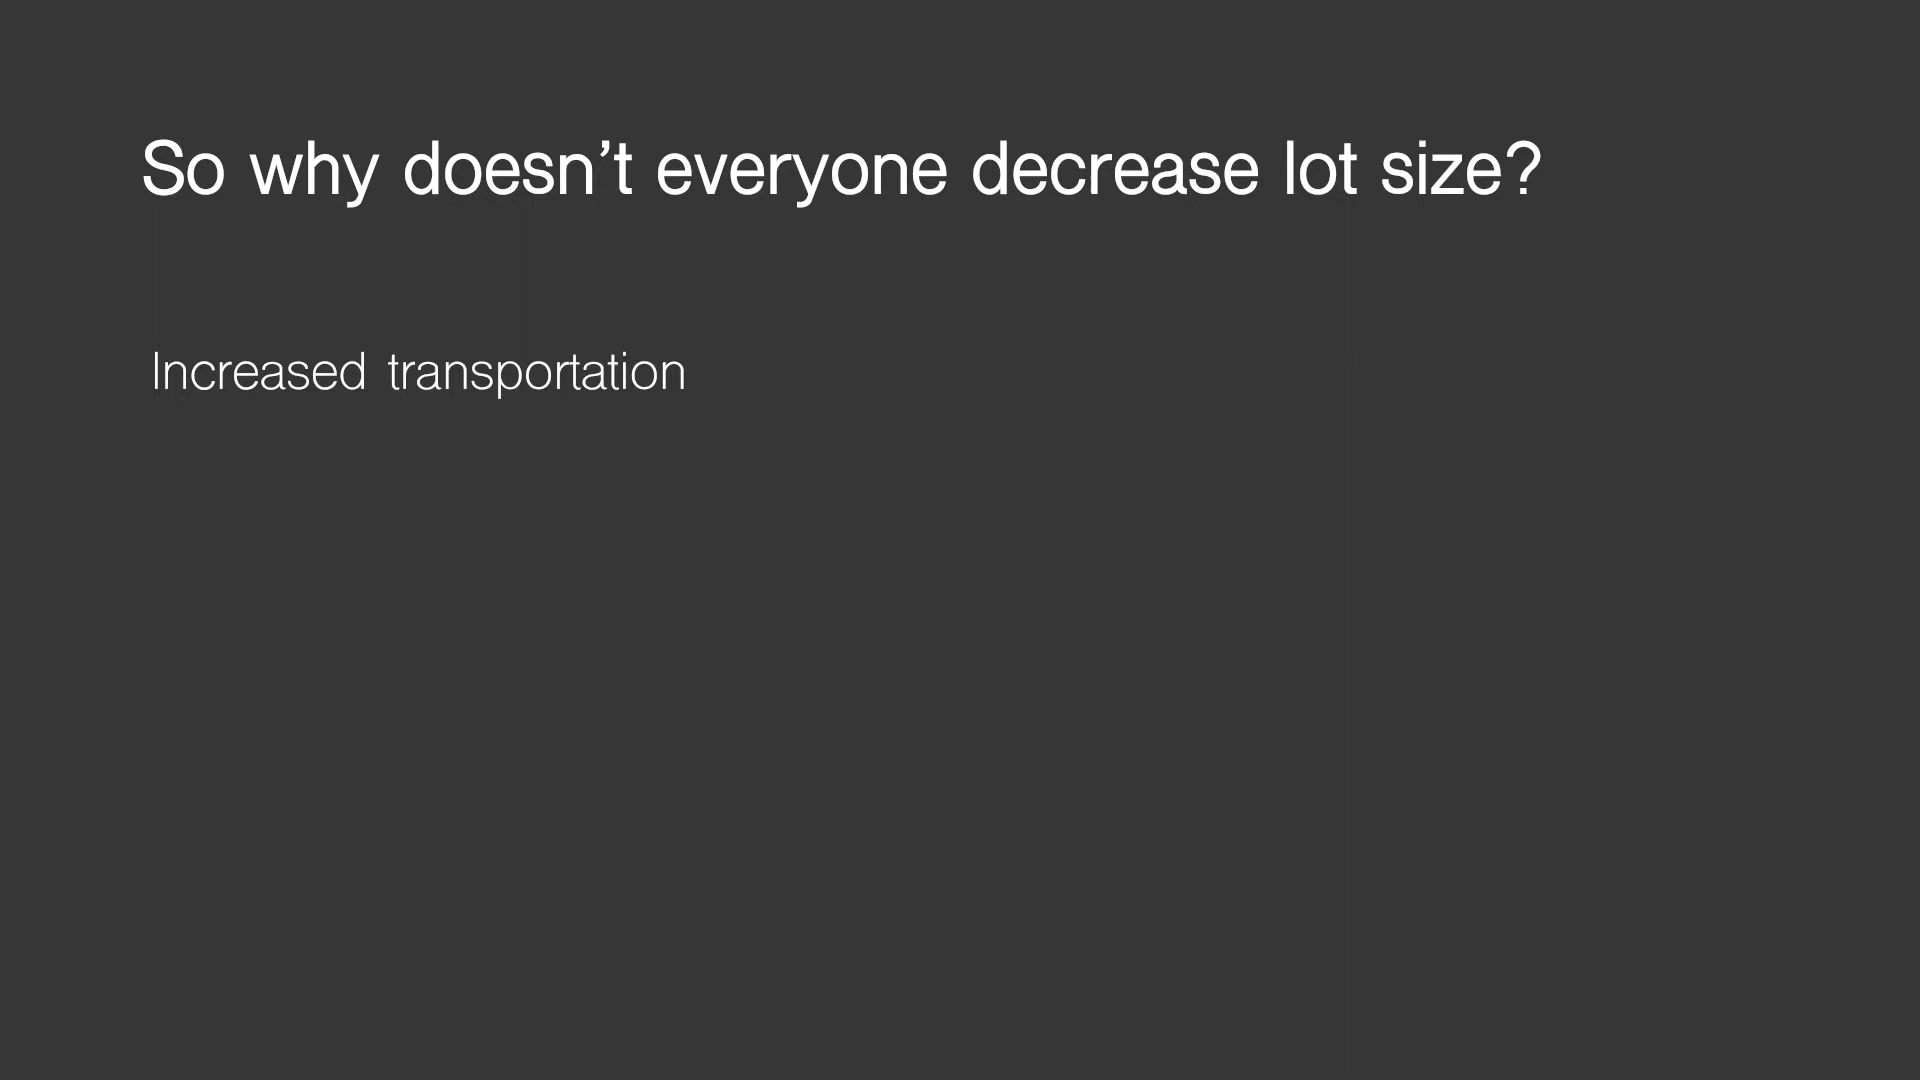 So why doesn’t everyone decrease lot size?
Increased transportation